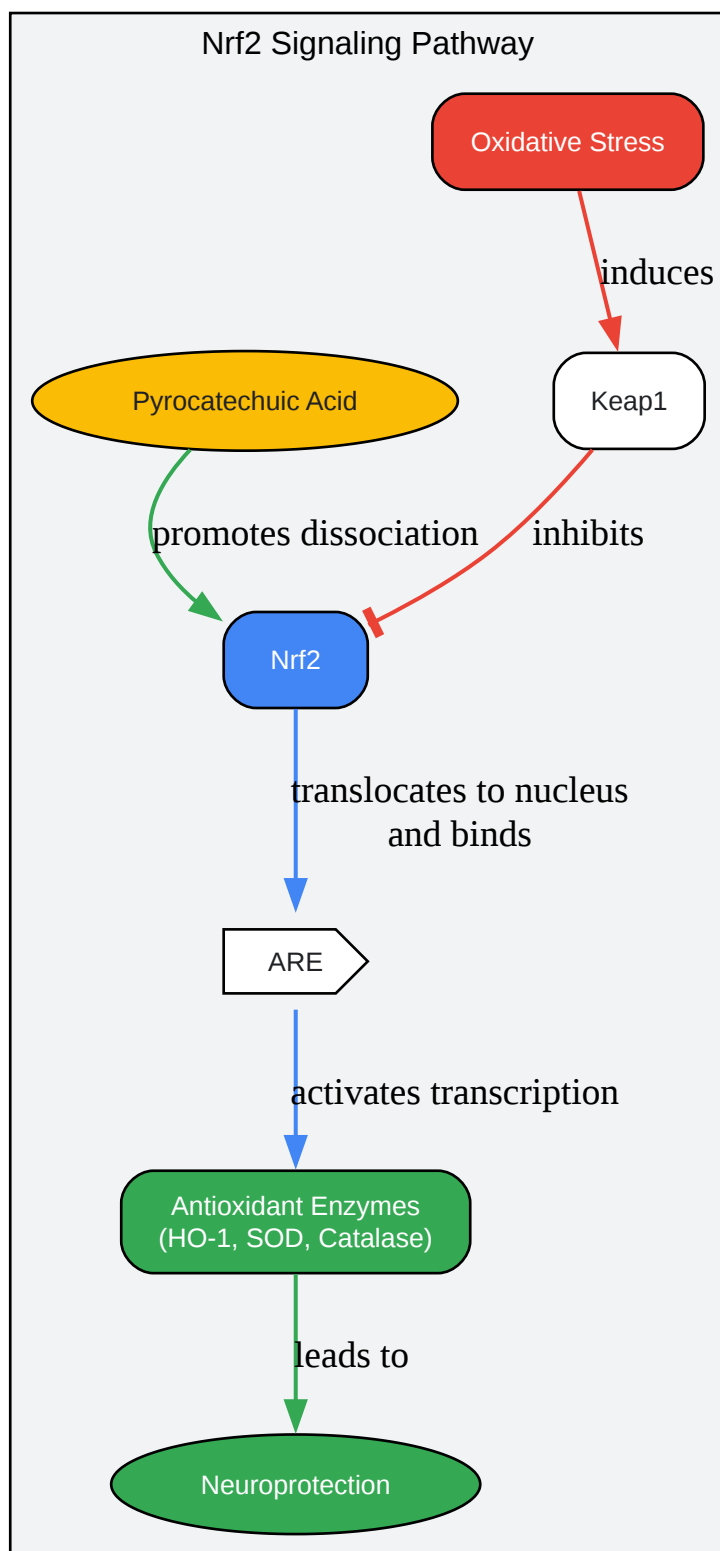 Nrf2 Signaling Pathway
Oxidative Stress
induces
Pyrocatechuic Acid
Keap1
promotes dissociation
inhibits
Nrf2
translocates to nucleus
and binds
ARE
activates transcription
Antioxidant Enzymes
(HO-1, SOD, Catalase)
leads to
Neuroprotection